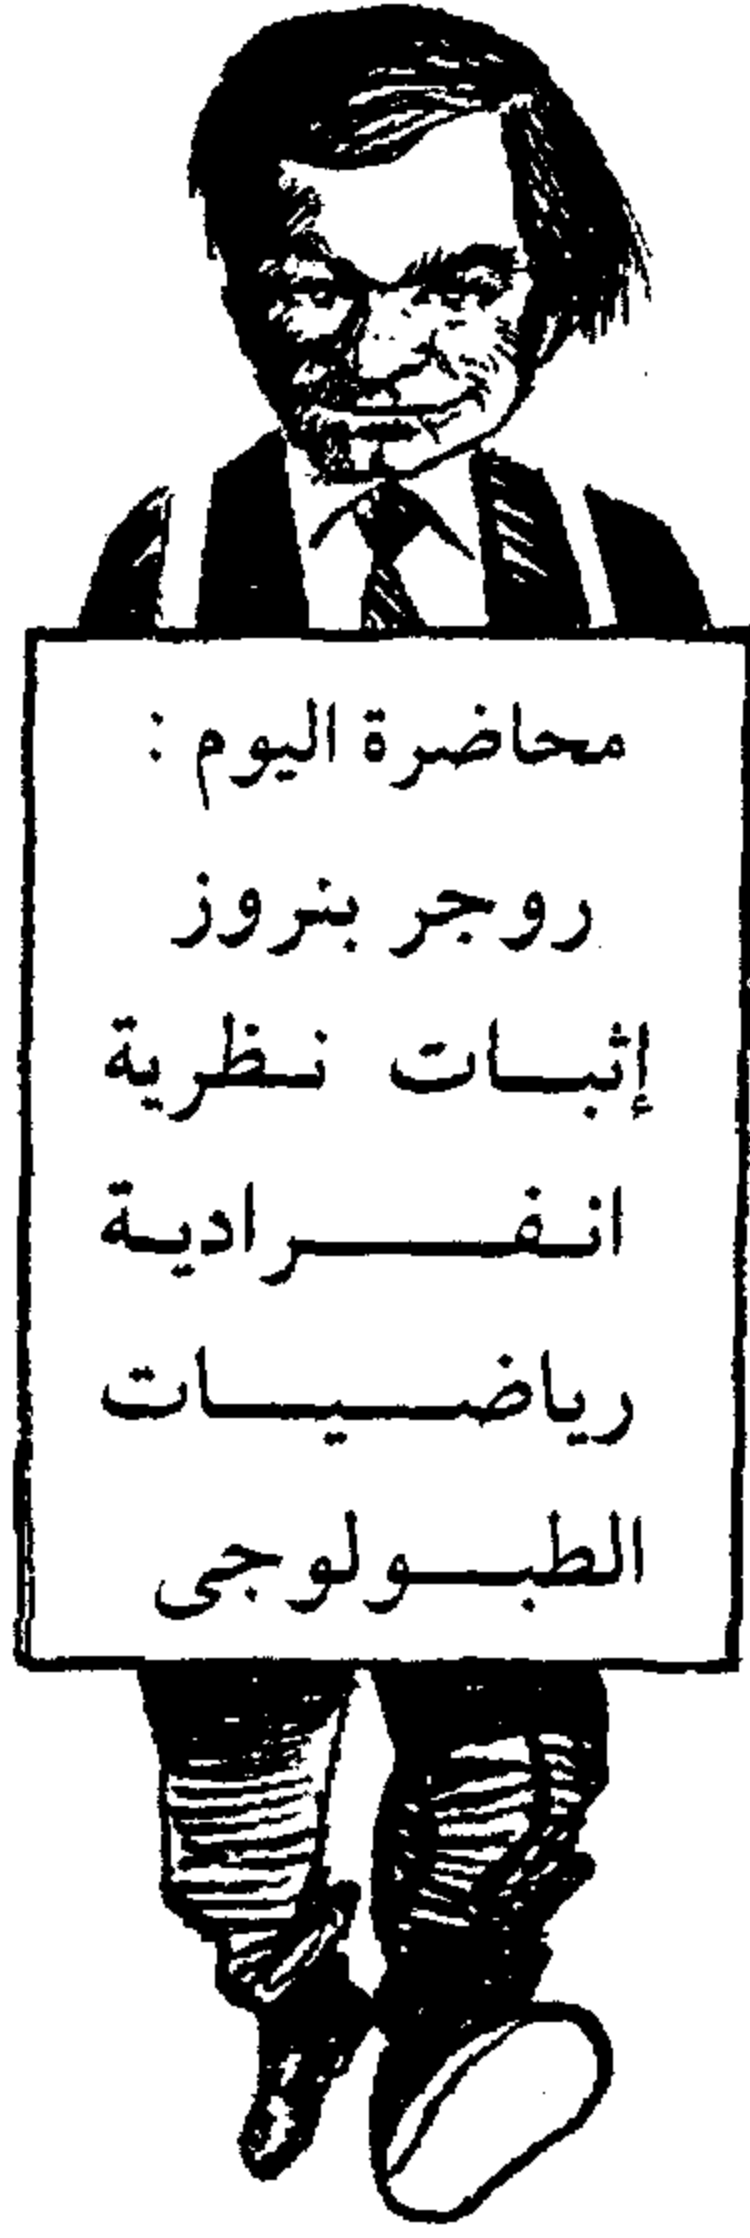 محاضرة اليوم :
روجر بنروز
إثبات نظرية
انفرادية
رياضيات
الطبولوجى